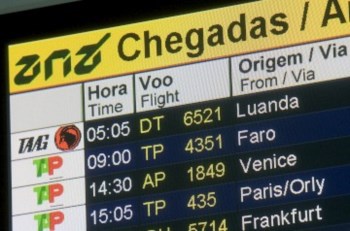 ana Chegadas / A
Hora Voo Origem / Via
Time Flight From / Via
TAAG 05:05 DT 6521 Luanda
TAP 09:00 TP 4351 Faro
TAP 14:30 AP 1849 Venice
TAP 15:05 TP 435 Paris/Orly
5714 Frankfurt